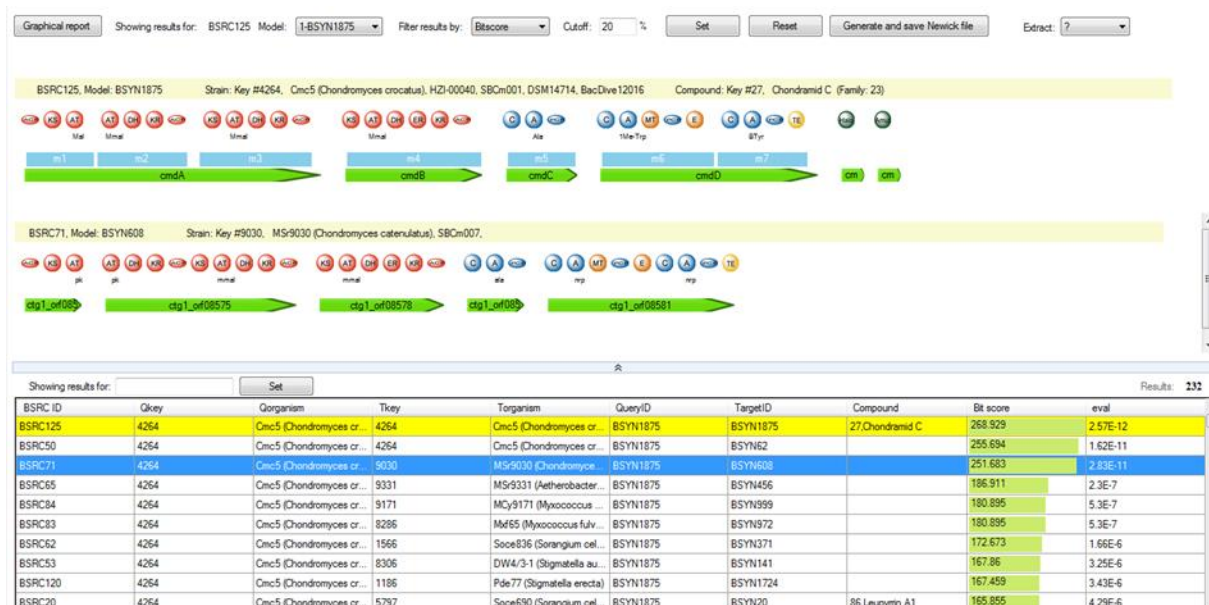 Graphical report Showing results for: BSRC125 Model: 1-BSYN1875 Filter results by: Bitscore Cutoff: 20 % Set Reset Generate and save Newick file Extract: ?
BSRC125, Model: BSYN1875 Strain: Key #4264, Cmc5 (Chondromyces crocatus), HZI-00040, SBCm001, DSM14714, BacDive12016 Compound: Key #27, Chondramid C (Family: 23)
KS AT AT DH KR KS AT DH KR KS AT DH ER KR C A C A MT E C A TE
Mal Mmal Mmal Mmal Ala 1Me-Trp BTyr
m1 m2 m3 m4 m5 m6 m7
cmdA cmdB cmdC cmdD cm cm
BSRC71, Model: BSYN608 Strain: Key #9030, MSr9030 (Chondromyces catenulatus), SBCm007,
KS AT AT DH KR KS AT DH KR KS AT DH ER KR C A C A MT E C A TE
pk pk mmal mmal ala nrp nrp
ctg1_orf085 ctg1_orf08575 ctg1_orf08578 ctg1_orf085 ctg1_orf08581
Showing results for: Set Results: 232
BSRC ID Qkey Qorganism Tkey Torganism QueryID TargetID Compound Bit score eval
BSRC125 4264 Cmc5 (Chondromyces cr... 4264 Cmc5 (Chondromyces cr... BSYN1875 BSYN1875 27,Chondramid C 268.929 2.57E-12
BSRC50 4264 Cmc5 (Chondromyces cr... 4264 Cmc5 (Chondromyces cr... BSYN1875 BSYN62 255.694 1.62E-11
BSRC71 4264 Cmc5 (Chondromyces cr... 9030 MSr9030 (Chondromyce... BSYN1875 BSYN608 251.683 2.83E-11
BSRC65 4264 Cmc5 (Chondromyces cr... 9331 MSr9331 (Aetherobacter... BSYN1875 BSYN456 186.911 2.3E-7
BSRC84 4264 Cmc5 (Chondromyces cr... 9171 MCy9171 (Myxococcus ... BSYN1875 BSYN999 180.895 5.3E-7
BSRC83 4264 Cmc5 (Chondromyces cr... 8286 Mxf65 (Myxococcus fulv... BSYN1875 BSYN972 180.895 5.3E-7
BSRC62 4264 Cmc5 (Chondromyces cr... 1566 Soce836 (Sorangium cel... BSYN1875 BSYN371 172.673 1.66E-6
BSRC53 4264 Cmc5 (Chondromyces cr... 8306 DW4/3-1 (Stigmatella au... BSYN1875 BSYN141 167.86 3.25E-6
BSRC120 4264 Cmc5 (Chondromyces cr... 1186 Pde77 (Stigmatella erecta) BSYN1875 BSYN1724 167.459 3.43E-6
BSRC20 4264 Cmc5 (Chondromyces cr... 5797 Soce690 (Sorangium cel... BSYN1875 BSYN20 86,Leupyrrin A1 165.855 4.29E-6